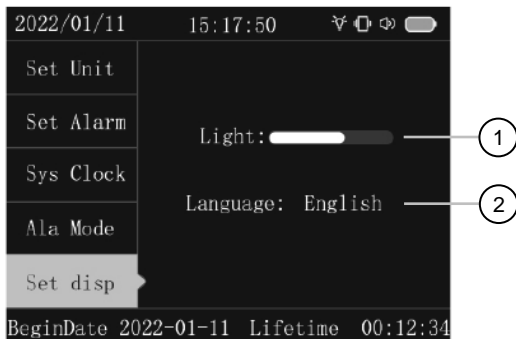 2022/01/11 15:17:50
Set Unit
Set Alarm
Sys Clock
Ala Mode
Set disp
Light:
Language: English
1
2
BeginDate 2022-01-11 Lifetime 00:12:34